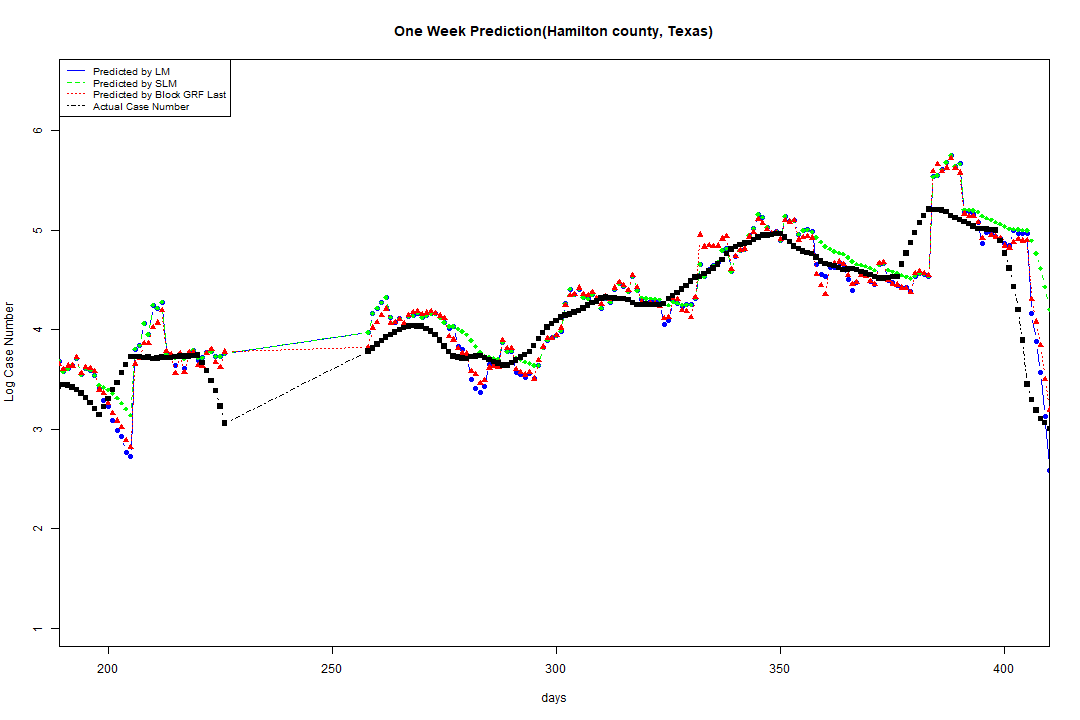 One Week Prediction(Hamilton county, Texas)
Predicted by LM
Predicted by SLM
Predicted by Block GRF Last
Actual Case Number
6
5
4
3
2
1
Log Case Number
200 250 300 350 400
days